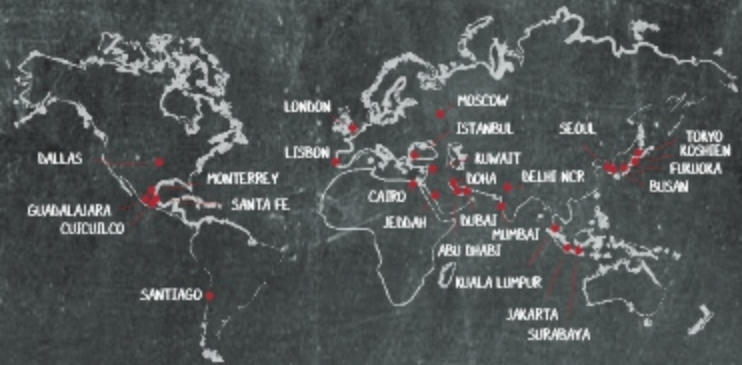 LONDON
MOSCOW
ISTANBUL
SEOUL
TOKYO
KOSHIEN
FUKUOKA
BUSAN
DALLAS
LISBON
KUWAIT
DOHA
DELHI NCR
MONTERREY
SANTA FE
GUADALAJARA
CUICUILCO
CAIRO
JEDDAH
DUBAI
MUMBAI
ABU DHABI
KUALA LUMPUR
SANTIAGO
JAKARTA
SURABAYA